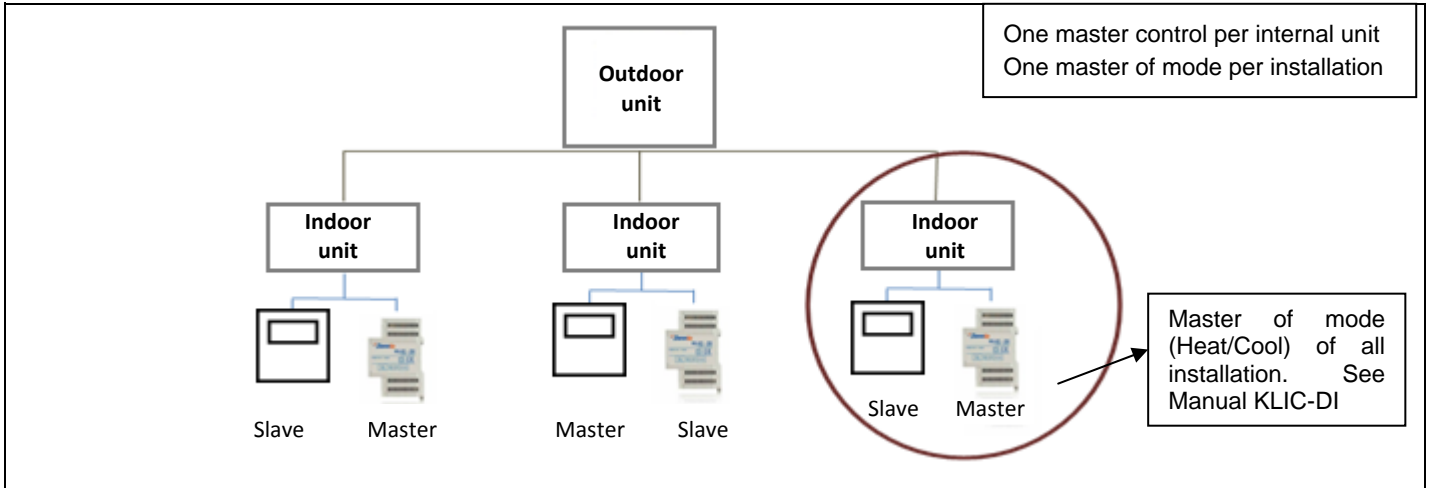 One master control per internal unit
One master of mode per installation
Outdoor
unit
Indoor
unit
Indoor
unit
Indoor
unit
Master of mode
(Heat/Cool) of all
installation. See
Manual KLIC-DI
Slave
Master
Master
Slave
Slave
Master